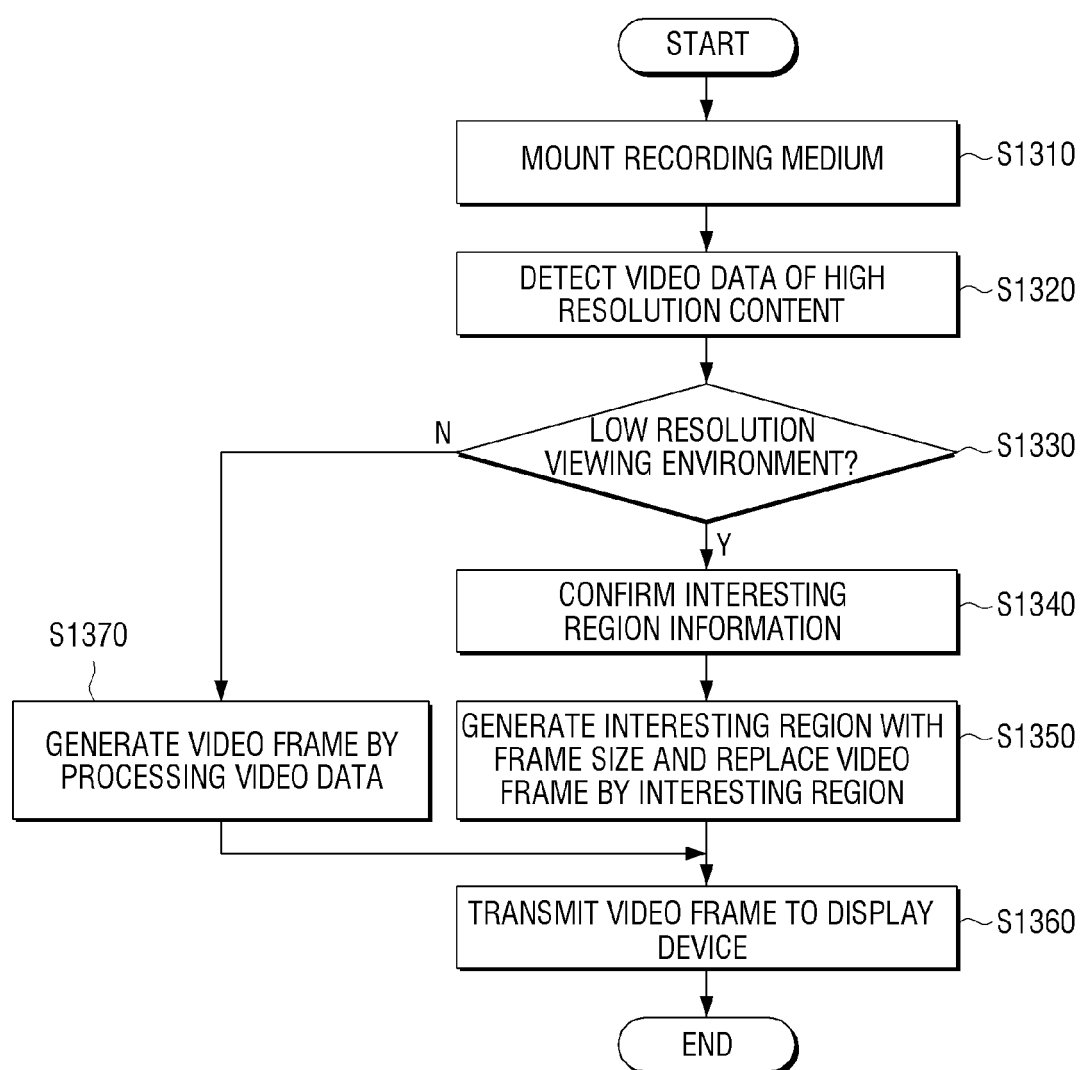 START
MOUNT RECORDING MEDIUM
S1310
DETECT VIDEO DATA OF HIGH
RESOLUTION CONTENT
S1320
LOW RESOLUTION
VIEWING ENVIRONMENT?
S1330
N
Y
CONFIRM INTERESTING
REGION INFORMATION
S1340
S1370
GENERATE VIDEO FRAME BY
PROCESSING VIDEO DATA
GENERATE INTERESTING REGION WITH
FRAME SIZE AND REPLACE VIDEO
FRAME BY INTERESTING REGION
S1350
TRANSMIT VIDEO FRAME TO DISPLAY
DEVICE
S1360
END